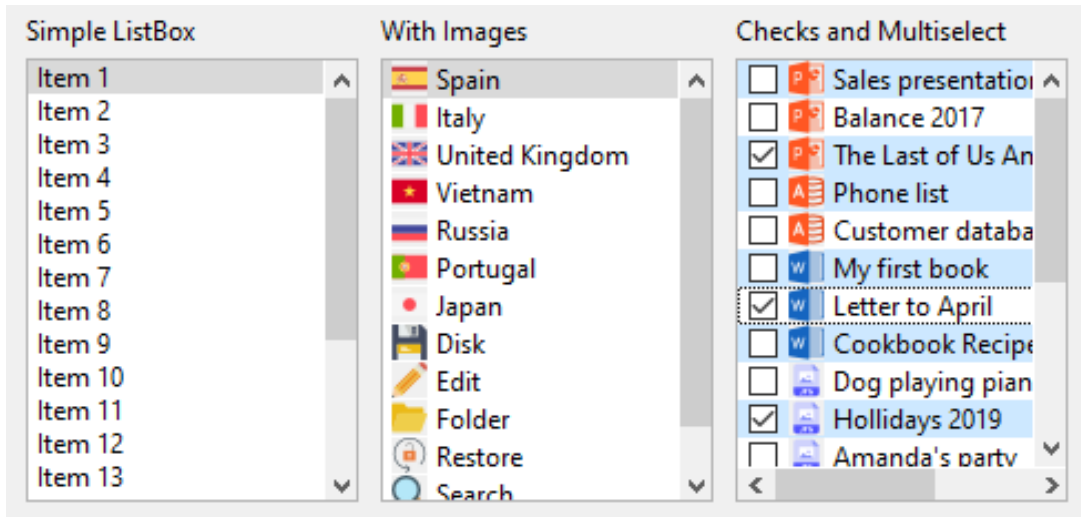 Simple ListBox
Item 1
Item 2
Item 3
Item 4
Item 5
Item 6
Item 7
Item 8
Item 9
Item 10
Item 11
Item 12
Item 13
With Images
Spain
Italy
United Kingdom
Vietnam
Russia
Portugal
Japan
Disk
Edit
Folder
Restore
Search
Checks and Multiselect
Sales presentation
Balance 2017
The Last of Us An
Phone list
Customer databa
My first book
Letter to April
Cookbook Recipe
Dog playing pian
Hollidays 2019
Amanda's party